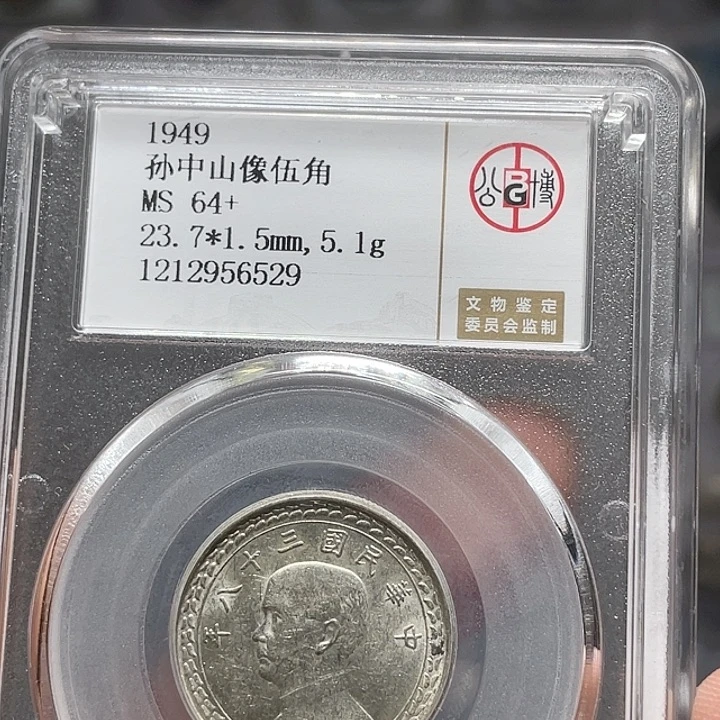 1949
孙中山像伍角
MS 64+
23.7*1.5mm, 5.1g
1212956529
公 BG 博
文物鉴定
委员会监制
中華民國三十八年